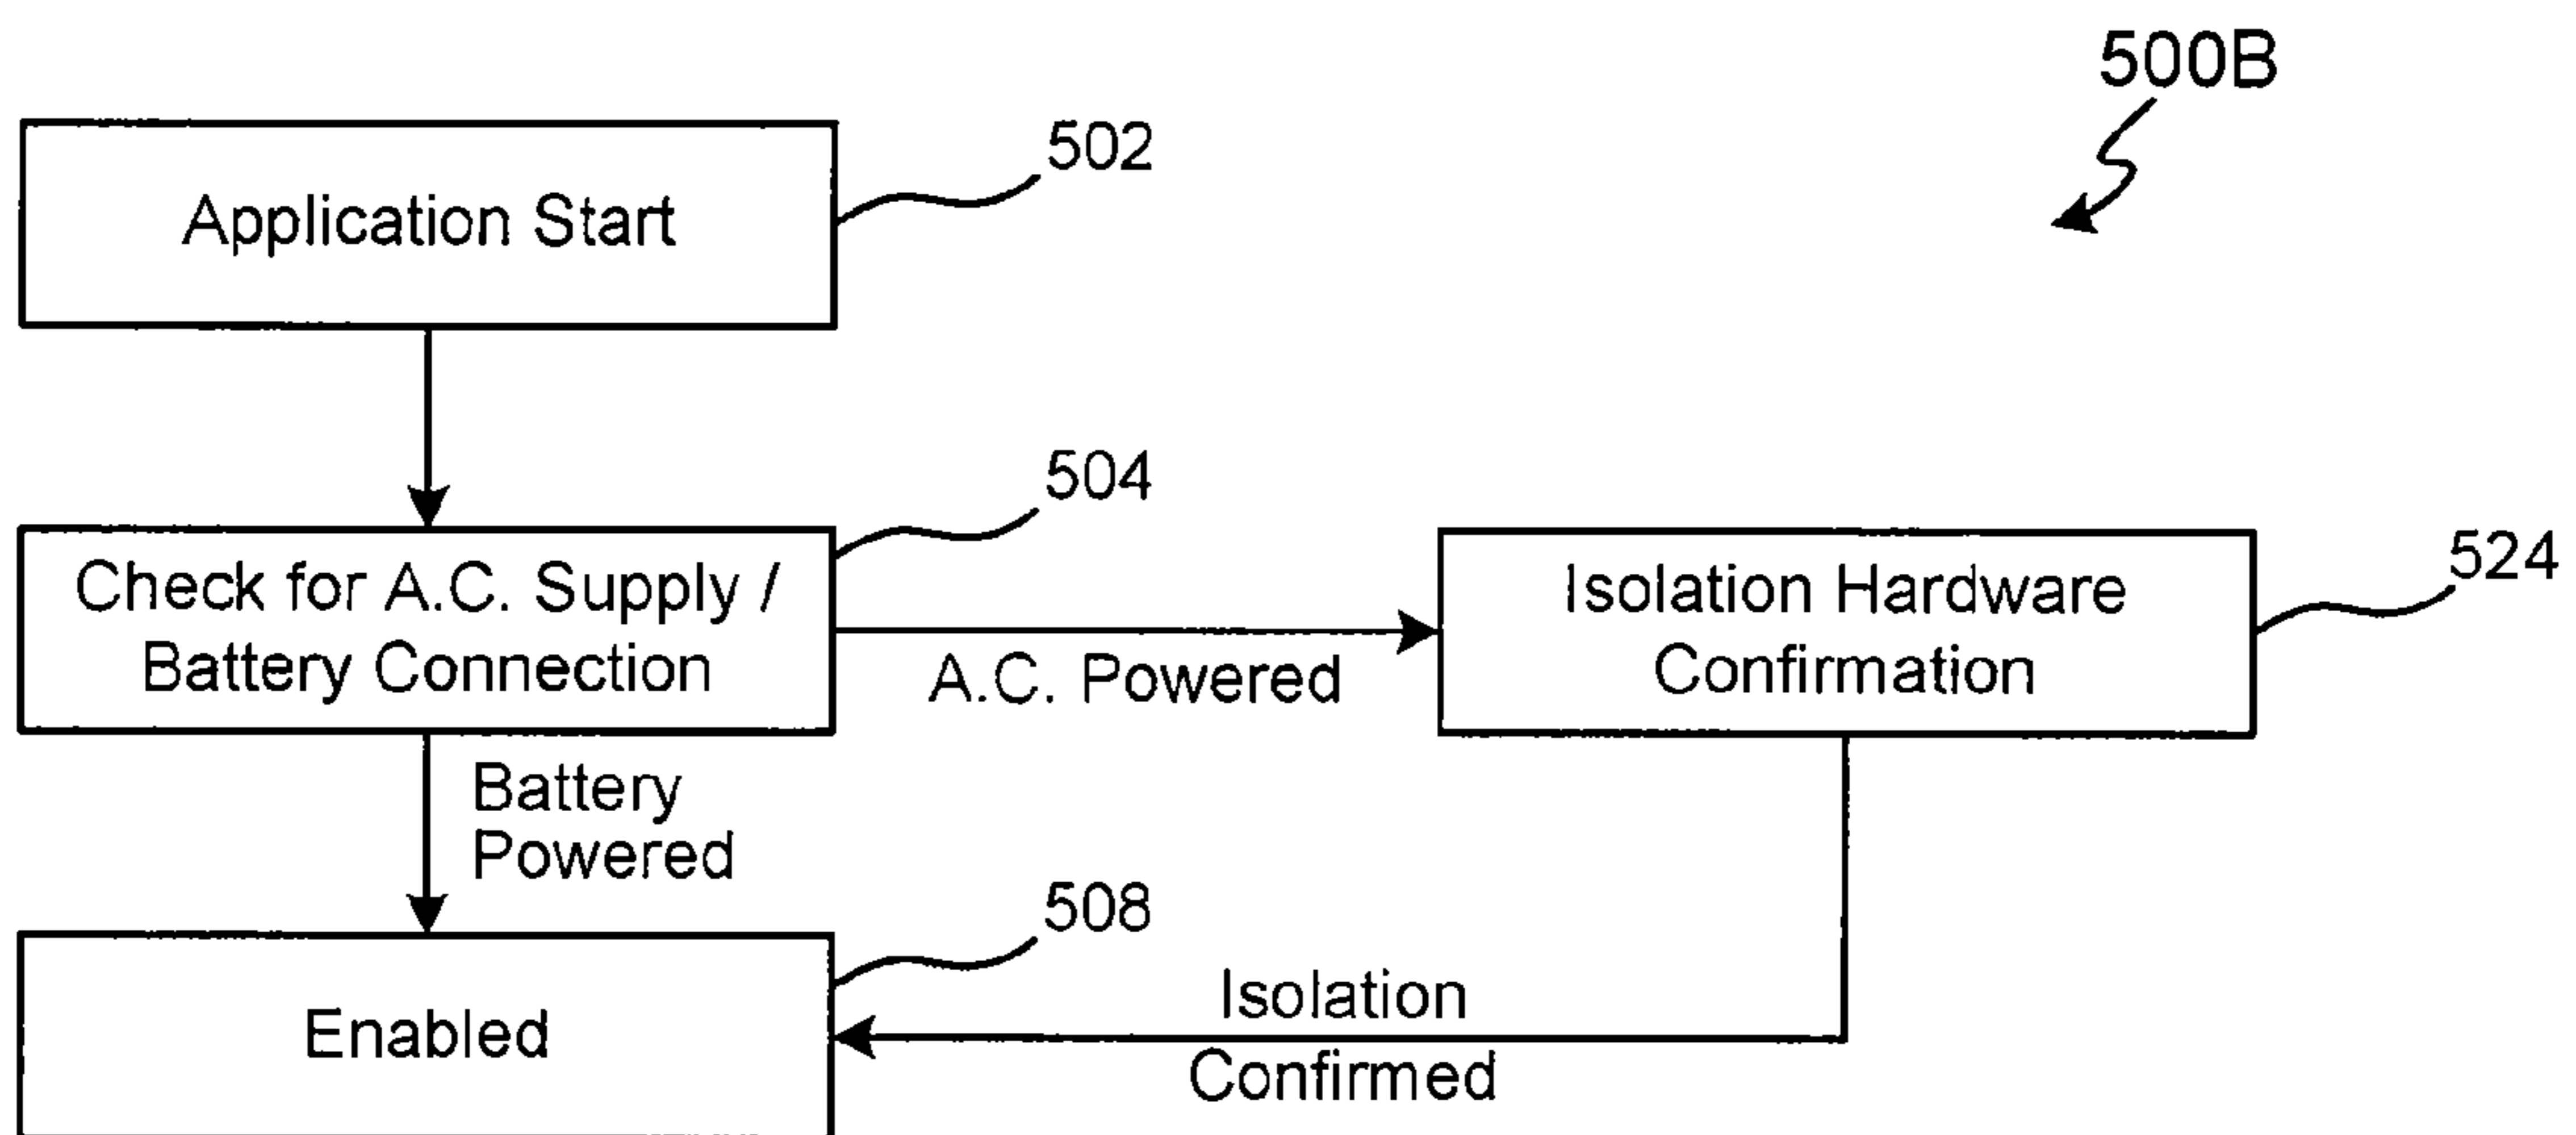 500B
502
Application Start
504
Check for A.C. Supply /
Battery Connection
524
Isolation Hardware
Confirmation
A.C. Powered
Battery
Powered
508
Enabled
Isolation
Confirmed